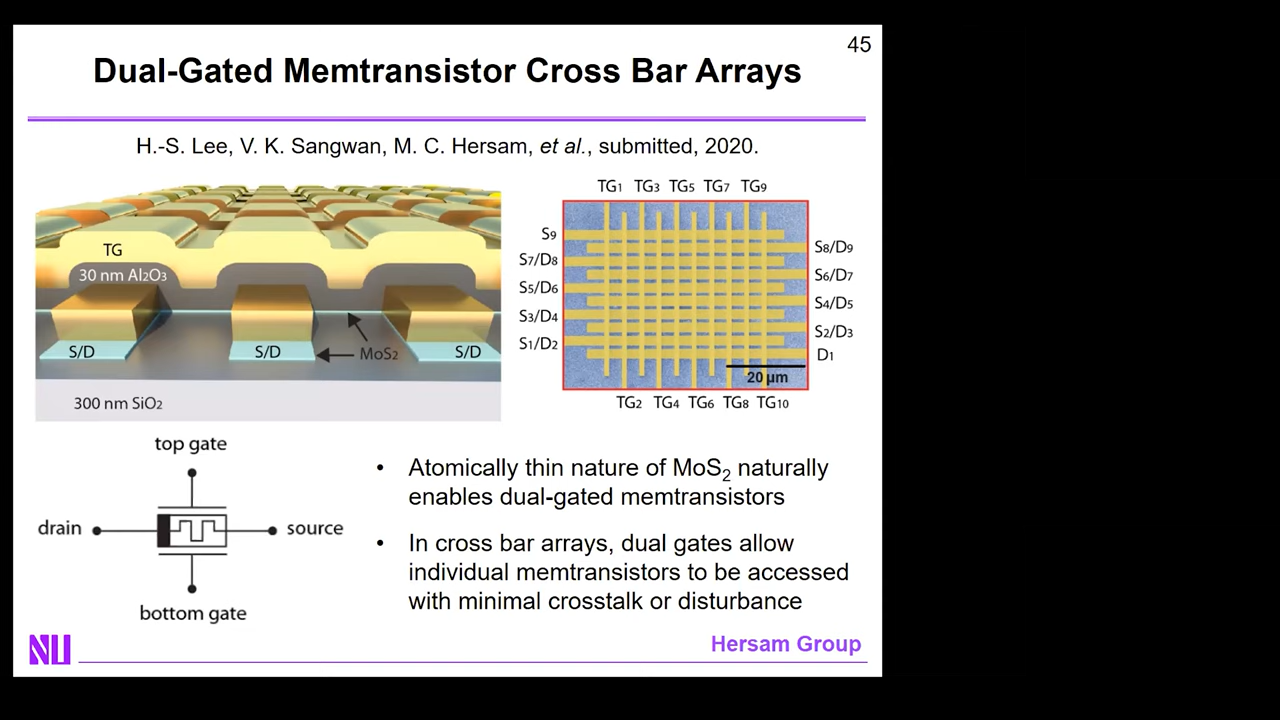 45
Dual-Gated Memtransistor Cross Bar Arrays
H.-S. Lee, V. K. Sangwan, M. C. Hersam, et al., submitted, 2020.
TG
30 nm Al2O3
S/D
S/D
S/D
MoS2
300 nm SiO2
TG1 TG3 TG5 TG7 TG9
S9
S7/D8
S5/D6
S3/D4
S1/D2
S8/D9
S6/D7
S4/D5
S2/D3
D1
20 μm
TG2 TG4 TG6 TG8 TG10
top gate
drain
source
bottom gate
• Atomically thin nature of MoS2 naturally
enables dual-gated memtransistors
• In cross bar arrays, dual gates allow
individual memtransistors to be accessed
with minimal crosstalk or disturbance
NU
Hersam Group